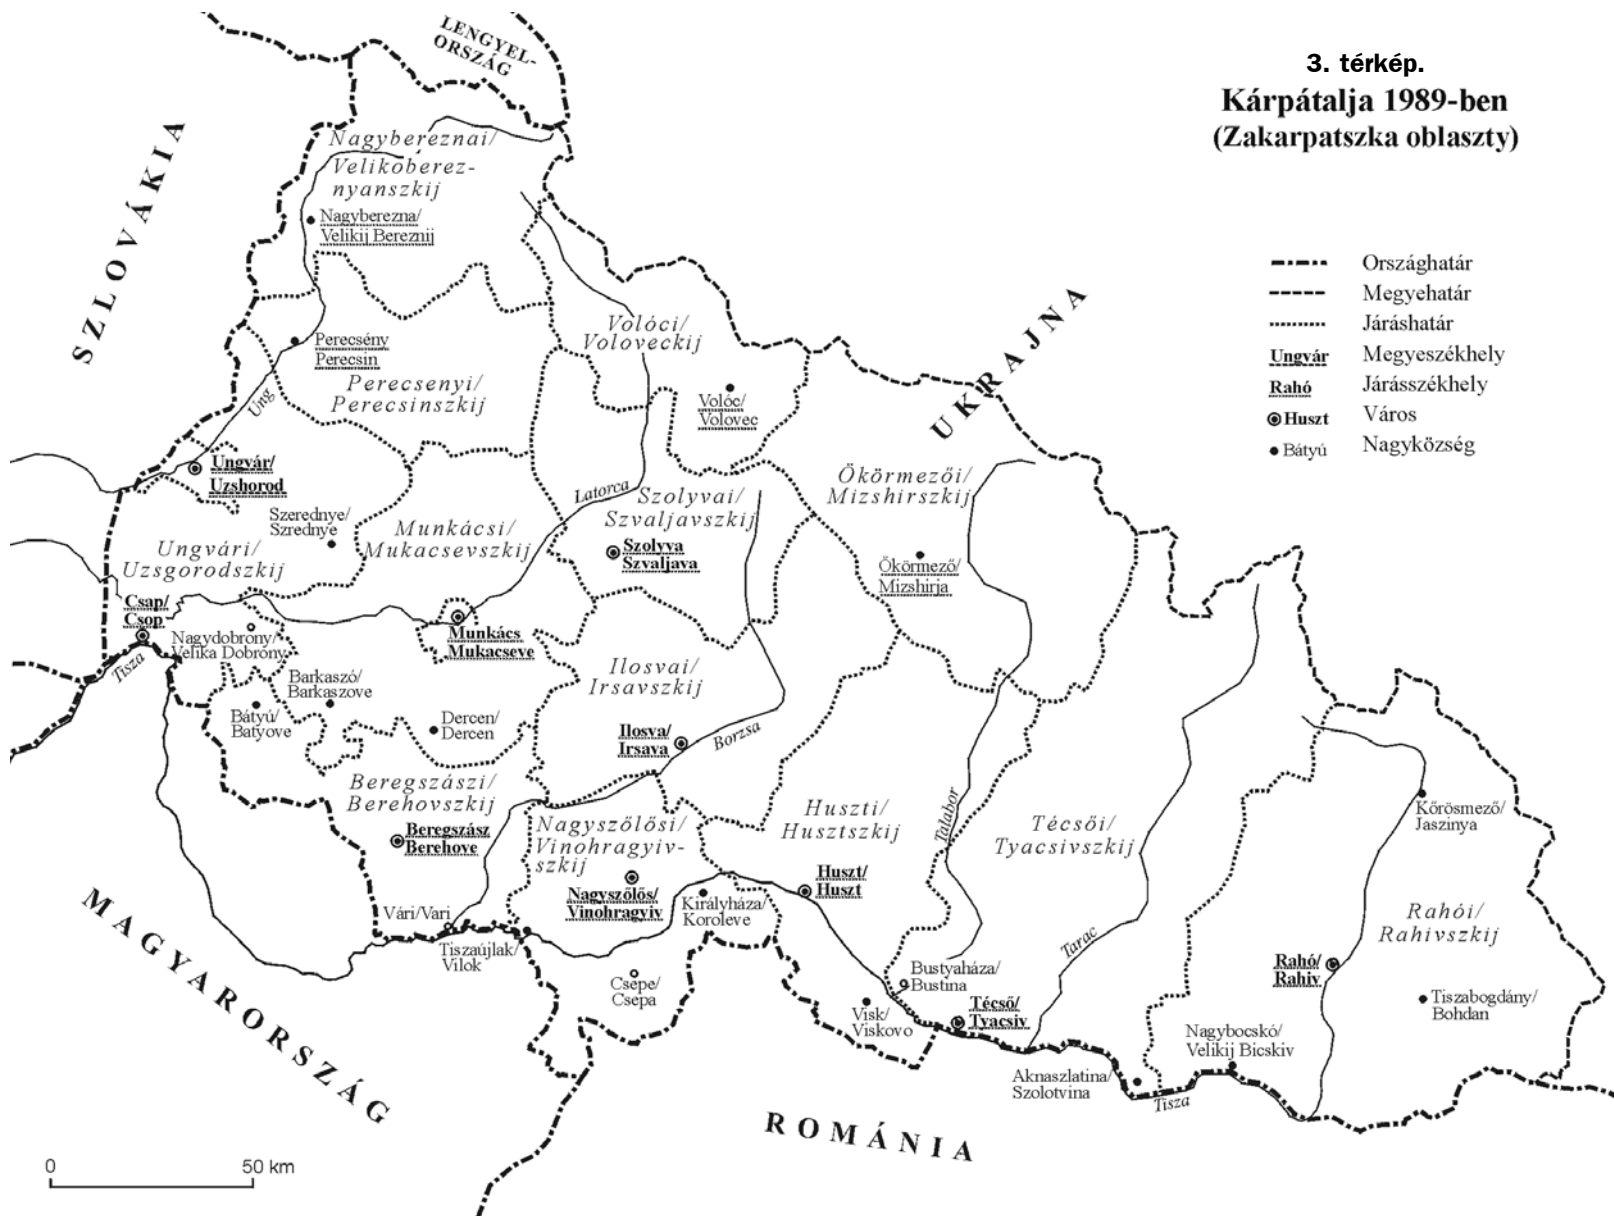 LENGYEL-
ORSZÁG
3. térkép.
Kárpátalja 1989-ben
(Zakarpatszka oblaszty)
SZLOVÁKIA
Nagybereznai/
Velikoberez-
nyanszkij
Nagyberezna/
Velikij Bereznij
UKRAJNA
Országhatár
Megyehatár
Járáshatár
Ungvár Megyeszékhely
Rahó Járásszékhely
Huszt Város
Bátyú Nagyközség
Perecsény
Perecsin
Volóci/
Voloveckij
Perecsenyi/
Perecsinszkij
Ung
Volóc/
Volovec
Ungvár/
Uzshorod
Latorca
Szolyvai/
Szvaljavszkij
Ökörmezői/
Mizshirszkij
Szerednye/
Szrednye
Munkácsi/
Mukacsevszkij
Ungvári/
Uzsgorodszkij
Szolyva
Szvaljava
Ökörmező/
Mizshirja
Csap/
Csop
Nagydobrony/
Velika Dobrony
Munkács
Mukacseve
Tisza
Barkaszó/
Barkaszove
Ilosvai/
Irsavszkij
Bátyú/
Batyove
Dercen/
Dercen
Ilosva/
Irsava
Borzsa
Beregszászi/
Berehovszkij
Beregszász
Berehove
Nagyszőlősi/
Vinohragyiv-
szkij
Huszti/
Husztszkij
Talabor
Técsői/
Tyacsivszkij
Kőrösmező/
Jaszinya
Nagyszőlős/
Vinohragyiv
Huszt/
Huszt
Királyháza/
Koroleve
Vári/Vari
Tiszaújlak/
Vilok
Csepe/
Csepa
Tarac
Rahói/
Rahivszkij
Rahó/
Rahiv
Bustyaháza/
Bustina
Técső/
Tyacsiv
Visk/
Viskovo
Tiszabogdány/
Bohdan
Nagybocskó/
Velikij Bicskiv
Aknaszlatina/
Szolotvina
Tisza
MAGYARORSZÁG
ROMÁNIA
0 50 km